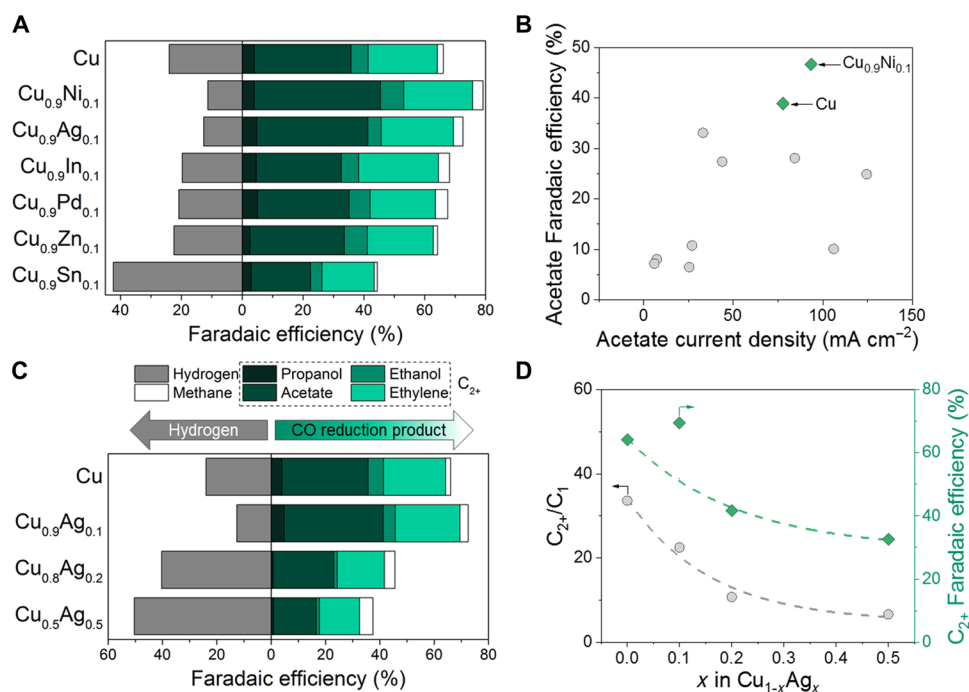 A
Cu
Cu0.9Ni0.1
Cu0.9Ag0.1
Cu0.9In0.1
Cu0.9Pd0.1
Cu0.9Zn0.1
Cu0.9Sn0.1
40 20 0 20 40 60 80
Faradaic efficiency (%)
B
Acetate Faradaic efficiency (%)
50
40
30
20
10
0
Cu0.9Ni0.1
Cu
0 50 100 150
Acetate current density (mA cm−2)
C
Hydrogen Propanol Ethanol C2+
Methane Acetate Ethylene
Hydrogen CO reduction product
Cu
Cu0.9Ag0.1
Cu0.8Ag0.2
Cu0.5Ag0.5
60 40 20 0 20 40 60 80
Faradaic efficiency (%)
D
C2+/C1
60
40
20
0
80
70
60
50
40
30
20
10
0
C2+ Faradaic efficiency (%)
0.0 0.1 0.2 0.3 0.4 0.5
x in Cu1-xAgx